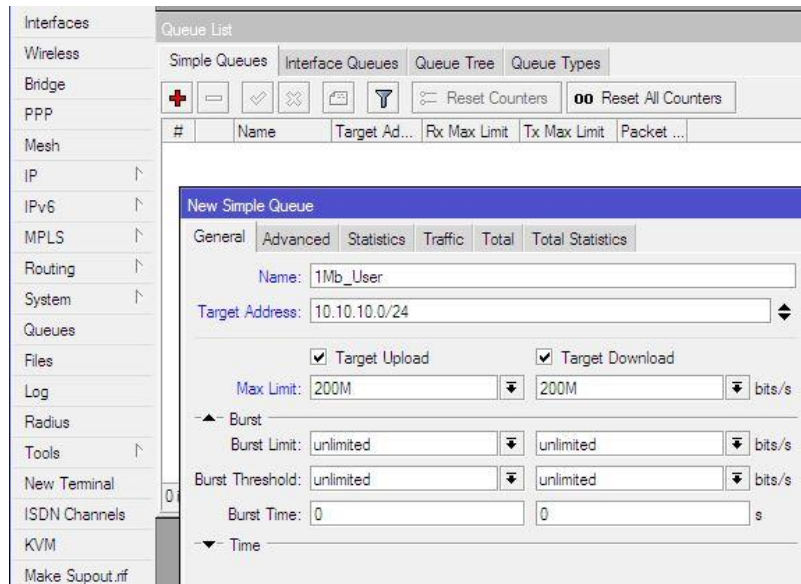 Interfaces
Wireless
Bridge
PPP
Mesh
IP
IPv6
MPLS
Routing
System
Queues
Files
Log
Radius
Tools
New Terminal
ISDN Channels
KVM
Make Supout.rif
Queue List
Simple Queues Interface Queues Queue Tree Queue Types
Reset Counters 00 Reset All Counters
# Name Target Ad... Rx Max Limit Tx Max Limit Packet ...
New Simple Queue
General Advanced Statistics Traffic Total Total Statistics
Name: 1Mb_User
Target Address: 10.10.10.0/24
Target Upload Target Download
Max Limit: 200M 200M bits/s
Burst
Burst Limit: unlimited unlimited bits/s
Burst Threshold: unlimited unlimited bits/s
Burst Time: 0 0 s
Time